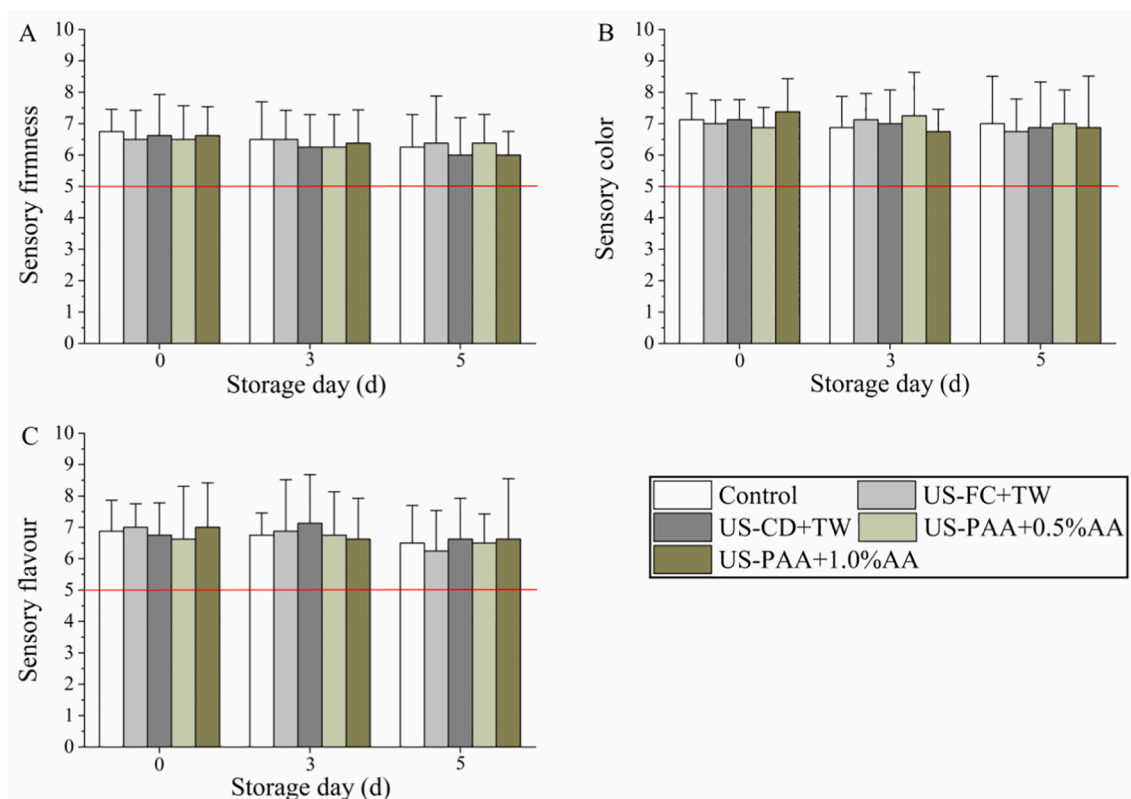 A
10
9
8
7
6
5
4
3
2
1
0
Sensory firmness
0 3 5
Storage day (d)
B
10
9
8
7
6
5
4
3
2
1
0
Sensory color
0 3 5
Storage day (d)
C
10
9
8
7
6
5
4
3
2
1
0
Sensory flavour
0 3 5
Storage day (d)
Control US-FC+TW
US-CD+TW US-PAA+0.5%AA
US-PAA+1.0%AA